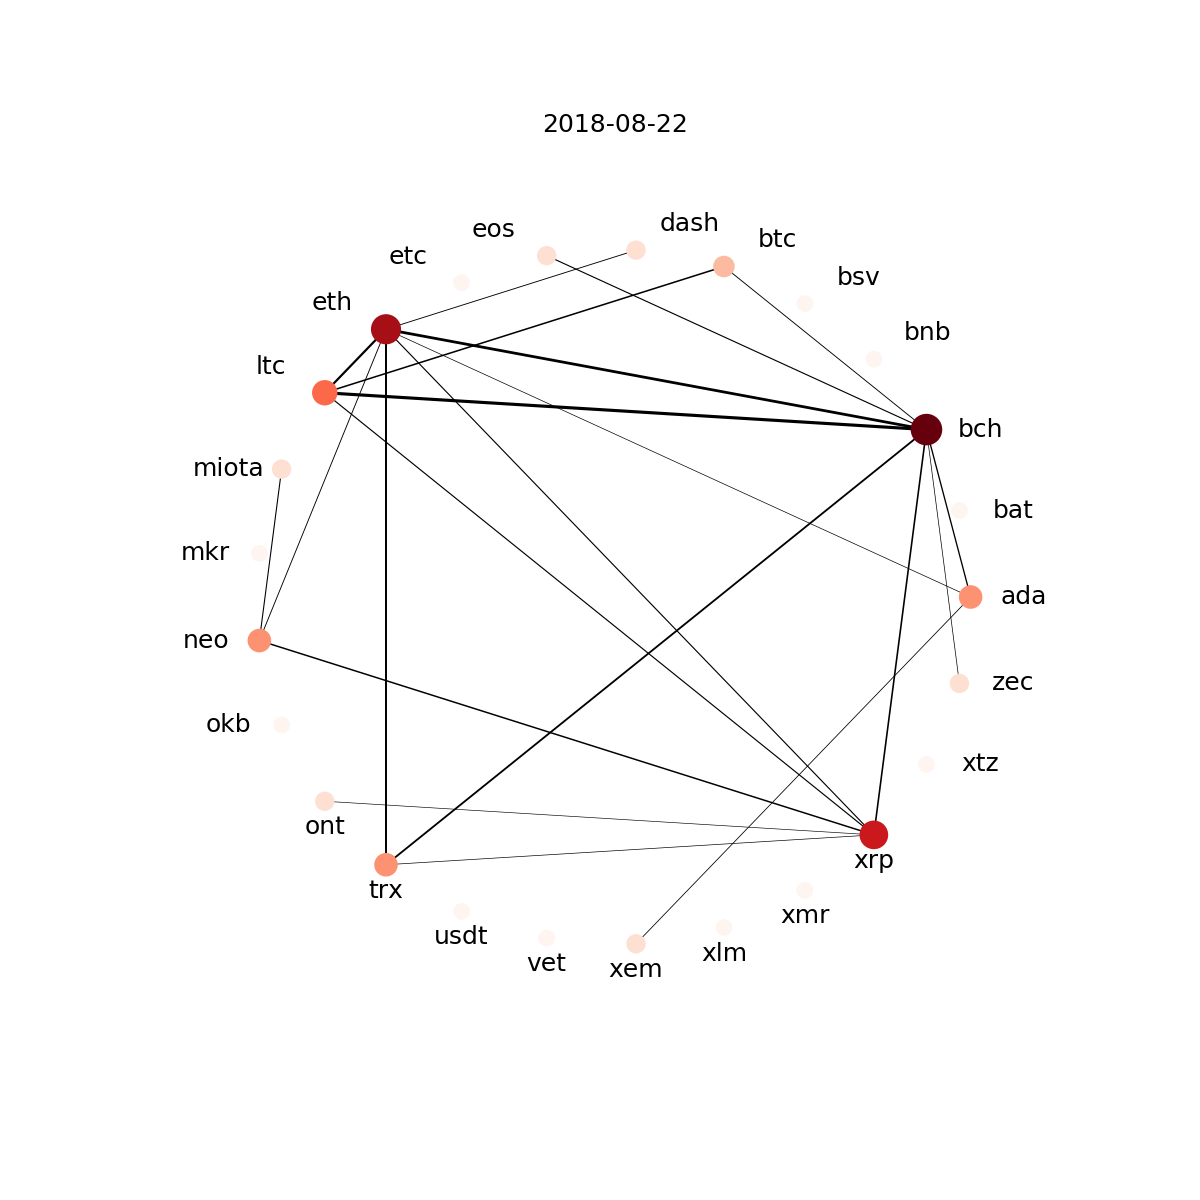 2018-08-22
dash
eos
btc
etc
bsv
eth
bnb
ltc
bch
miota
bat
mkr
ada
neo
zec
okb
xtz
ont
xrp
trx
xmr
usdt
xlm
vet
xem